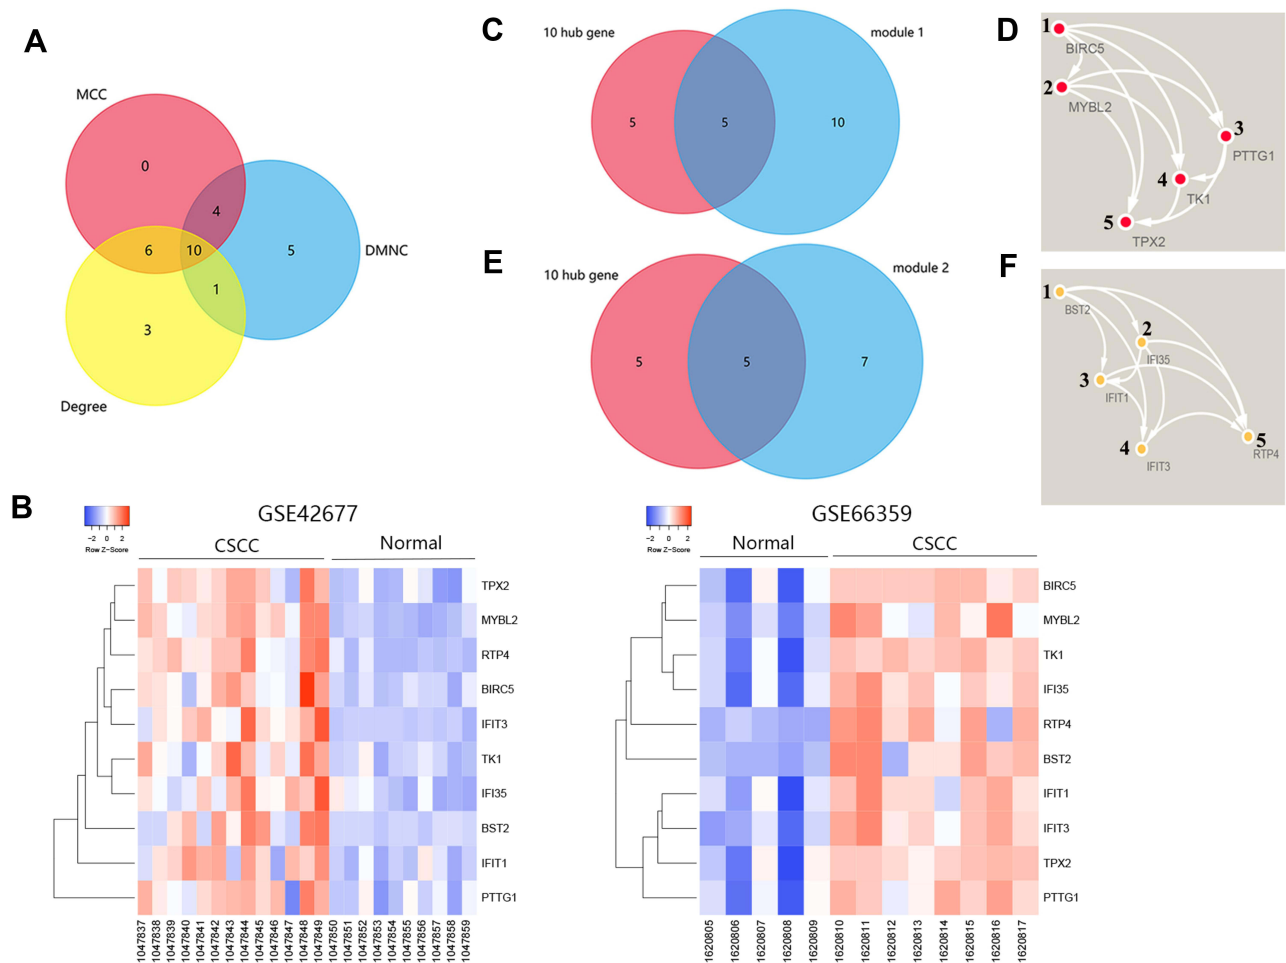 A
MCC
0
4
6
10
5
DMNC
1
3
Degree
C
10 hub gene
module 1
5
5
10
D
1
BIRC5
2
MYBL2
3
PTTG1
4
TK1
5
TPX2
E
10 hub gene
module 2
5
5
7
F
1
BST2
2
IFI35
3
IFIT1
4
IFIT3
5
RTP4
B
−2 0 2
Row Z-Score
GSE42677
CSCC Normal
TPX2
MYBL2
RTP4
BIRC5
IFIT3
TK1
IFI35
BST2
IFIT1
PTTG1
1047837
1047838
1047839
1047840
1047841
1047842
1047843
1047844
1047845
1047846
1047847
1047848
1047849
1047850
1047851
1047852
1047853
1047854
1047855
1047856
1047857
1047858
1047859
−2 0 2
Row Z-Score
GSE66359
Normal CSCC
BIRC5
MYBL2
TK1
IFI35
RTP4
BST2
IFIT1
IFIT3
TPX2
PTTG1
1620805
1620806
1620807
1620808
1620809
1620810
1620811
1620812
1620813
1620814
1620815
1620816
1620817